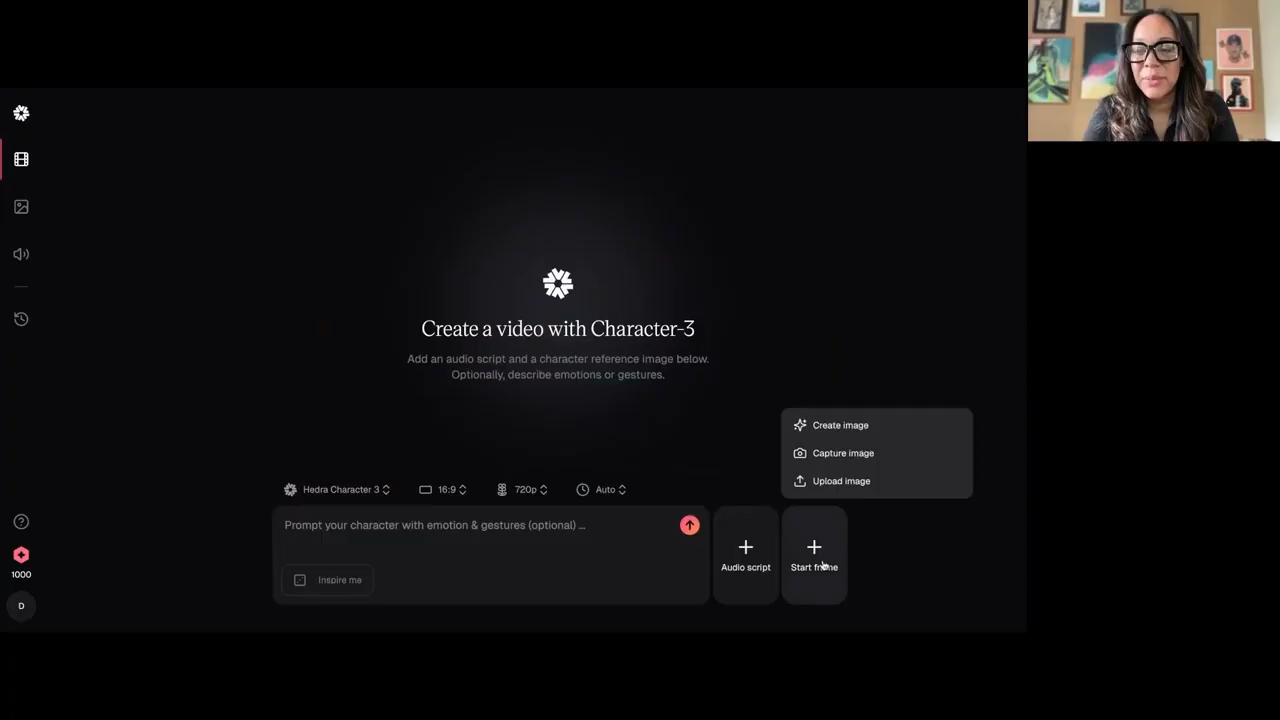 Create a video with Character-3
Add an audio script and a character reference image below.
Optionally, describe emotions or gestures.
Create image
Capture image
Upload image
Hedra Character 3
16:9
720p
Auto
Prompt your character with emotion & gestures (optional) ...
Inspire me
Audio script
Start frame
1000
D